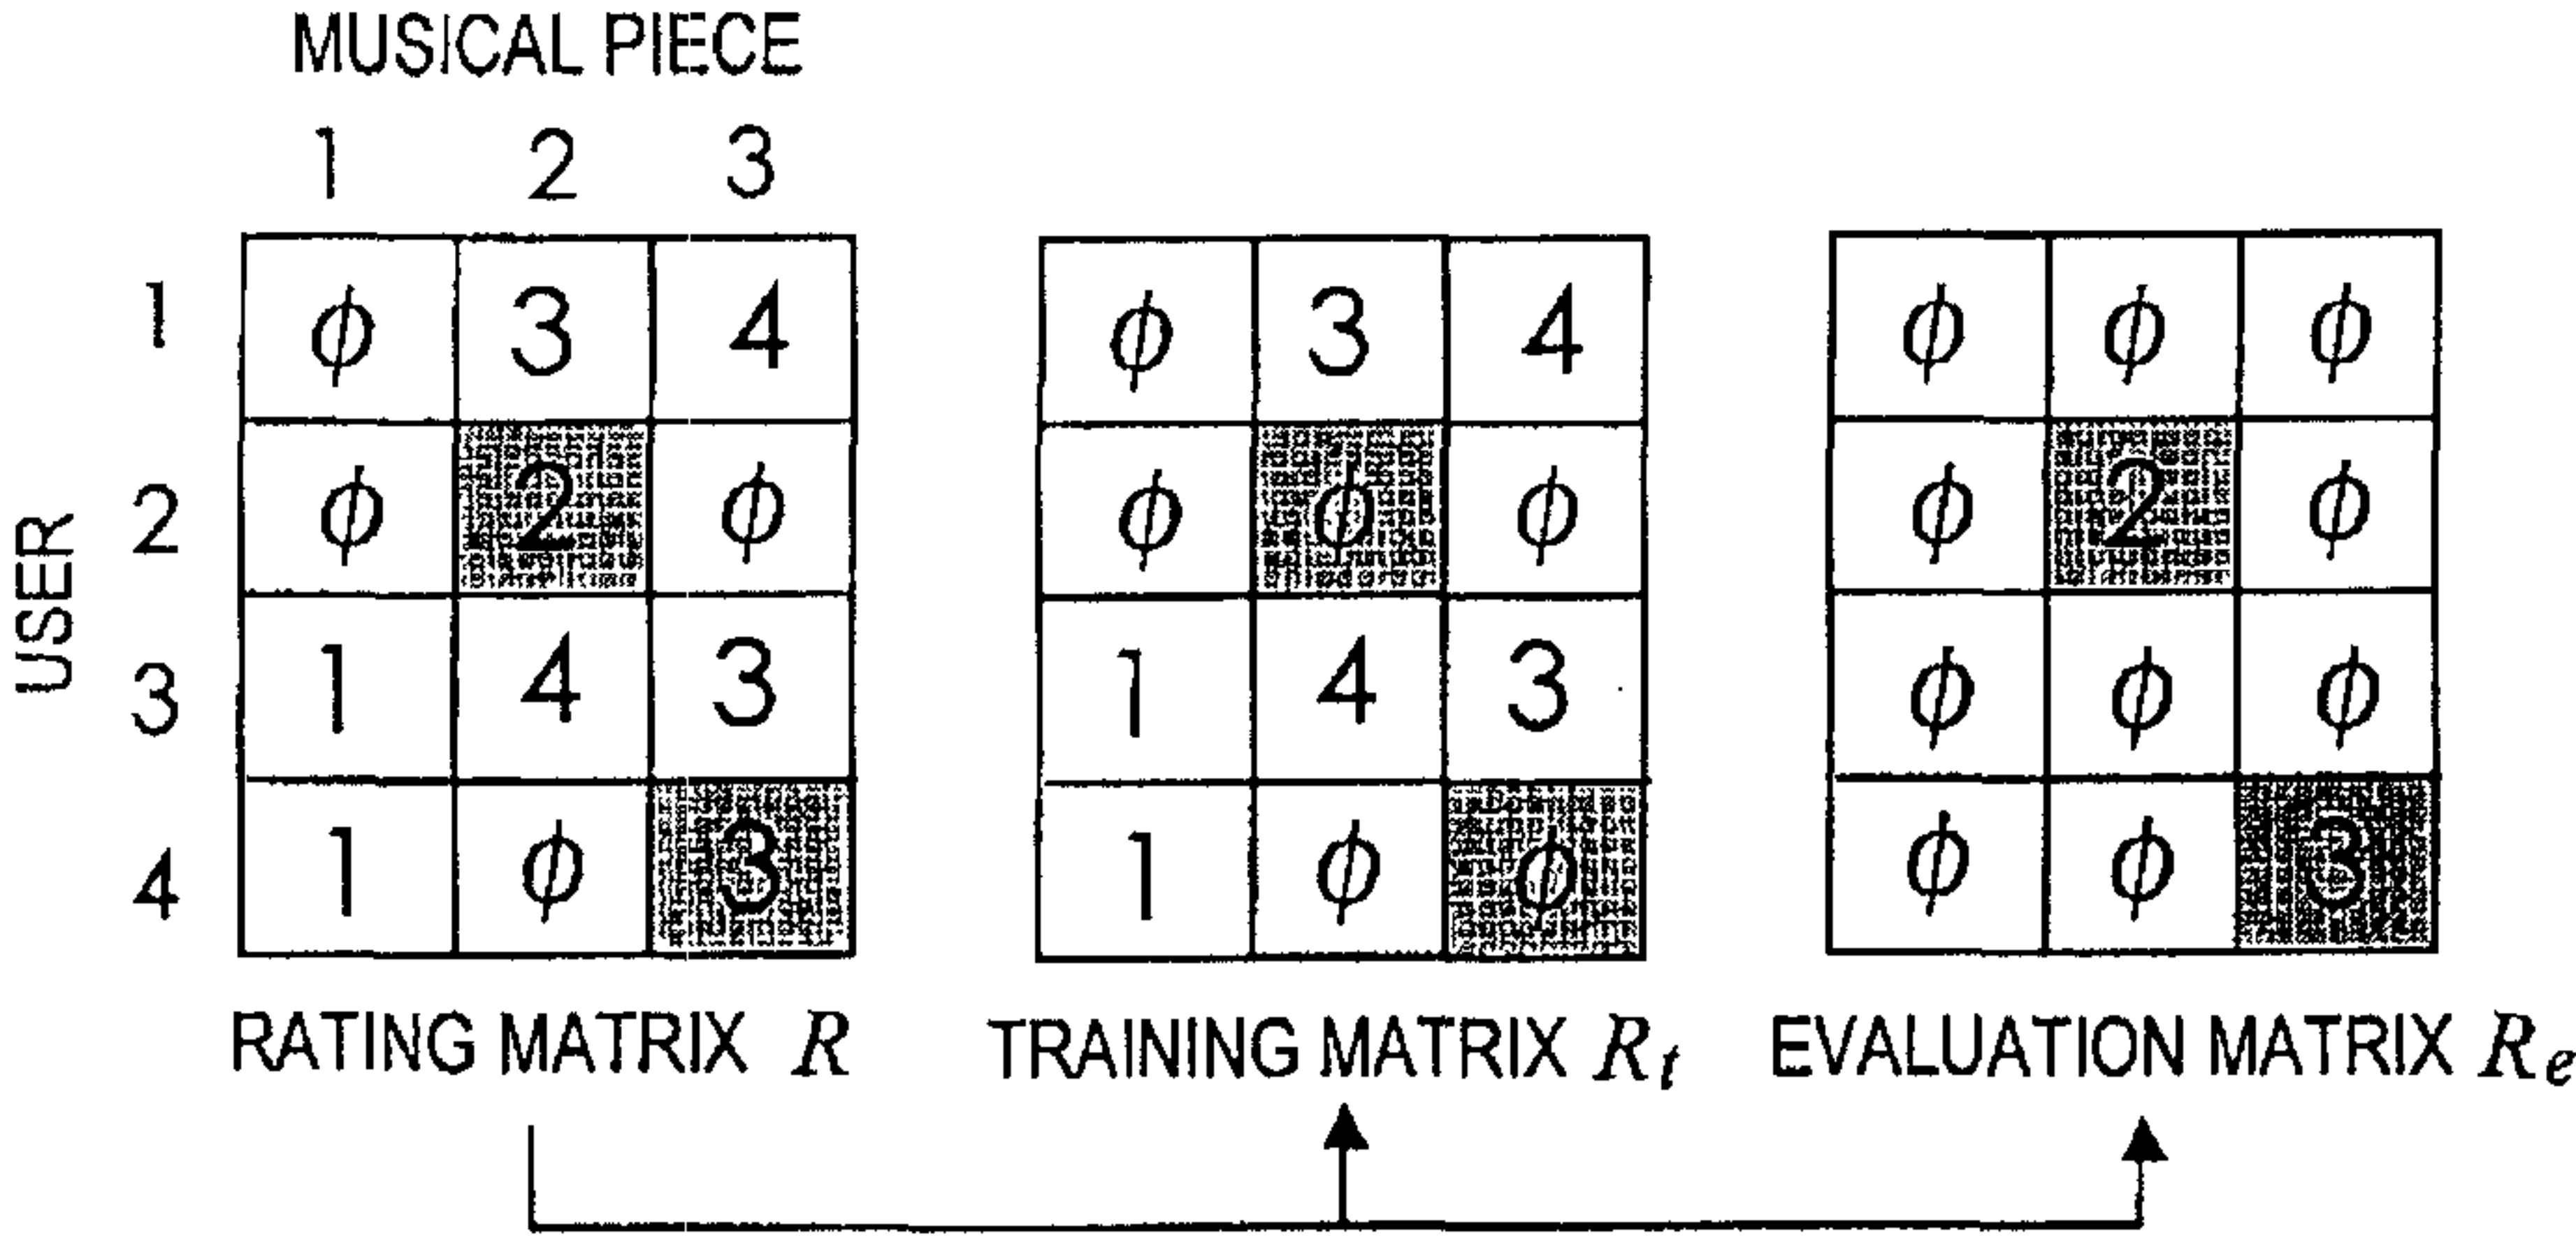 MUSICAL PIECE
1 2 3
USER
1 ϕ 3 4 ϕ 3 4 ϕ ϕ ϕ
2 ϕ 2 ϕ ϕ ϕ ϕ ϕ 2 ϕ
3 1 4 3 1 4 3 ϕ ϕ ϕ
4 1 ϕ 3 1 ϕ ϕ ϕ ϕ 3
RATING MATRIX R TRAINING MATRIX Rt EVALUATION MATRIX Re